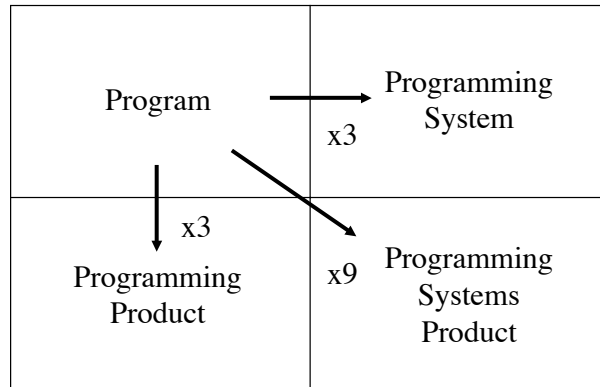 Program
Programming
System
x3
x3
Programming
Product
x9
Programming
Systems
Product